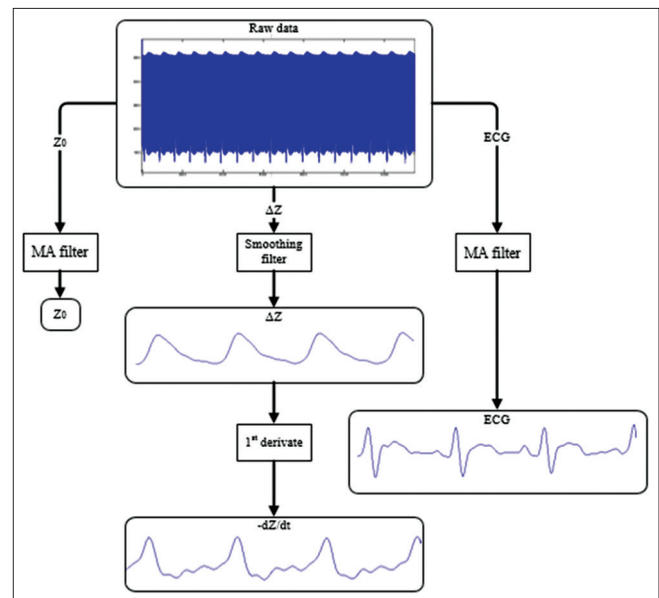 Raw data
Z0
ECG
ΔZ
MA filter
Smoothing
filter
MA filter
Z0
ΔZ
ECG
1st derivate
-dZ/dt